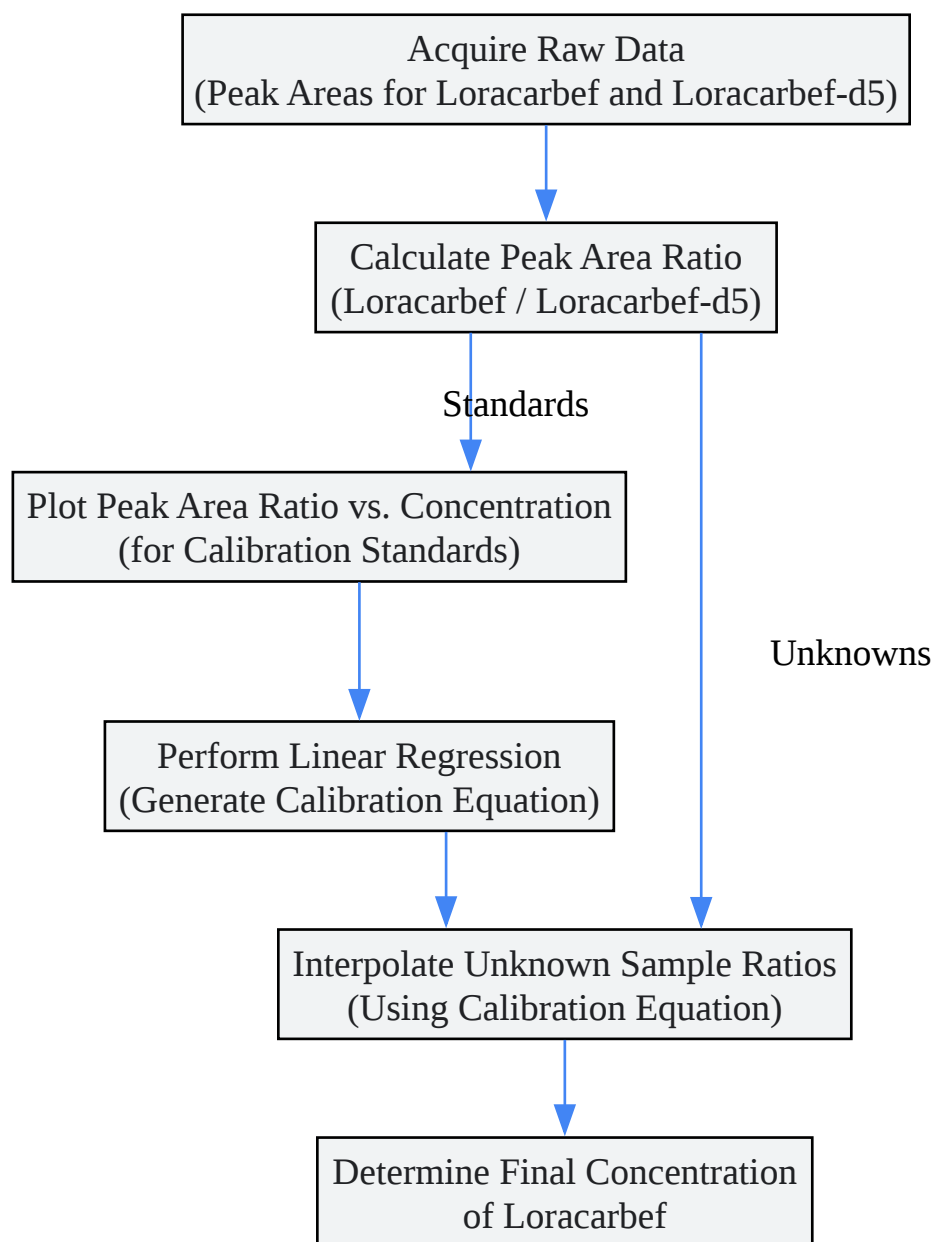 Acquire Raw Data
(Peak Areas for Loracarbef and Loracarbef-d5)
Calculate Peak Area Ratio
(Loracarbef / Loracarbef-d5)
Standards
Plot Peak Area Ratio vs. Concentration
(for Calibration Standards)
Unknowns
Perform Linear Regression
(Generate Calibration Equation)
Interpolate Unknown Sample Ratios
(Using Calibration Equation)
Determine Final Concentration
of Loracarbef